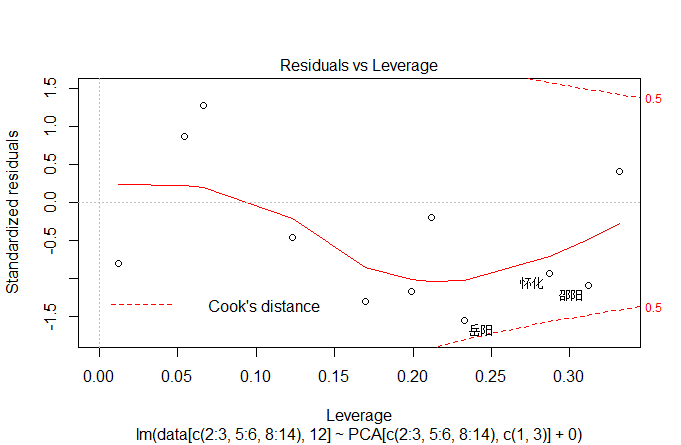 Residuals vs Leverage
Standardized residuals
1.5
1.0
0.5
0.0
-0.5
-1.5
0.5
0.5
怀化
邵阳
岳阳
Cook's distance
0.00 0.05 0.10 0.15 0.20 0.25 0.30
Leverage
lm(data[c(2:3, 5:6, 8:14), 12] ~ PCA[c(2:3, 5:6, 8:14), c(1, 3)] + 0)